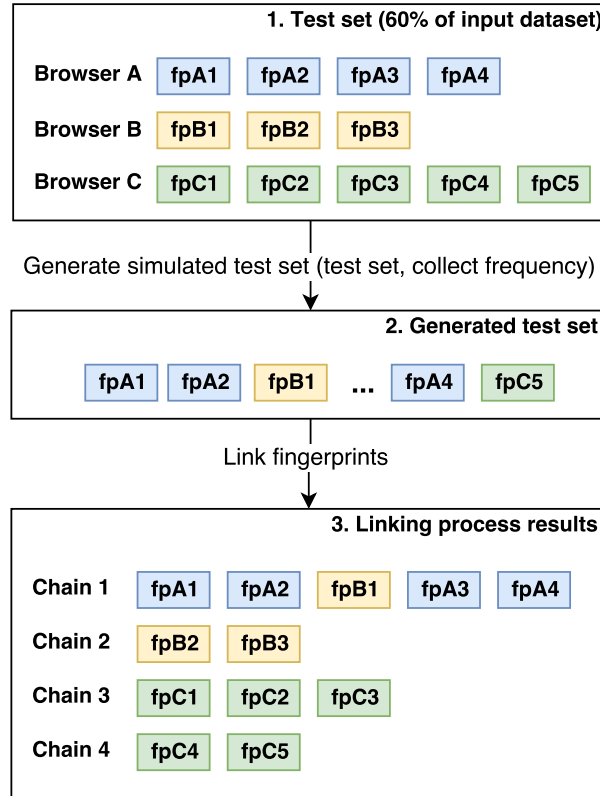 1. Test set (60% of input dataset)
Browser A fpA1 fpA2 fpA3 fpA4
Browser B fpB1 fpB2 fpB3
Browser C fpC1 fpC2 fpC3 fpC4 fpC5
Generate simulated test set (test set, collect frequency)
2. Generated test set
fpA1 fpA2 fpB1 ... fpA4 fpC5
Link fingerprints
3. Linking process results
Chain 1 fpA1 fpA2 fpB1 fpA3 fpA4
Chain 2 fpB2 fpB3
Chain 3 fpC1 fpC2 fpC3
Chain 4 fpC4 fpC5